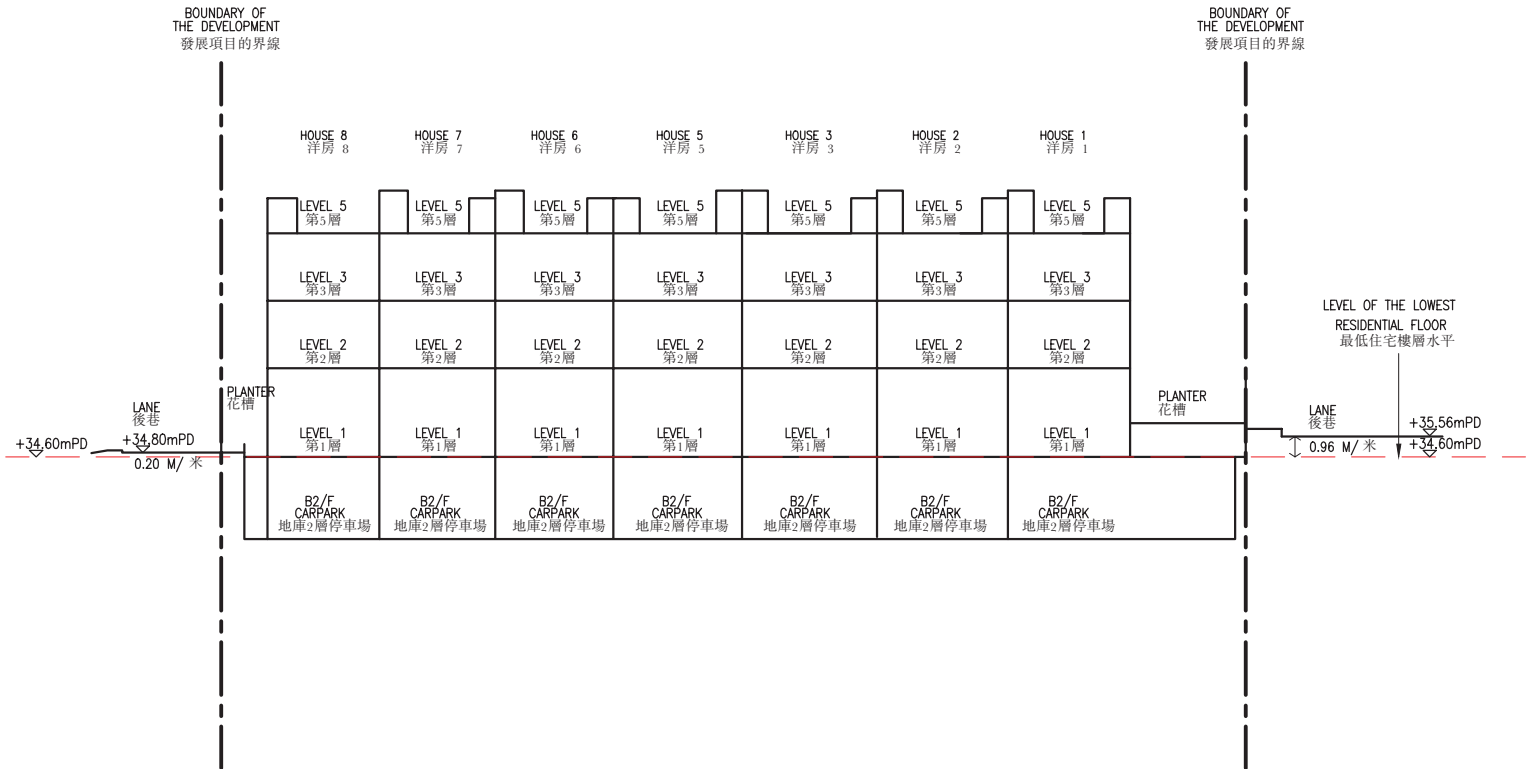 BOUNDARY OF
THE DEVELOPMENT
發展項目的界線
BOUNDARY OF
THE DEVELOPMENT
發展項目的界線
HOUSE 8
洋房 8
HOUSE 7
洋房 7
HOUSE 6
洋房 6
HOUSE 5
洋房 5
HOUSE 3
洋房 3
HOUSE 2
洋房 2
HOUSE 1
洋房 1
LEVEL 5
第5層
LEVEL 5
第5層
LEVEL 5
第5層
LEVEL 5
第5層
LEVEL 5
第5層
LEVEL 5
第5層
LEVEL 5
第5層
LEVEL 3
第3層
LEVEL 3
第3層
LEVEL 3
第3層
LEVEL 3
第3層
LEVEL 3
第3層
LEVEL 3
第3層
LEVEL 3
第3層
LEVEL OF THE LOWEST
RESIDENTIAL FLOOR
最低住宅樓層水平
LEVEL 2
第2層
LEVEL 2
第2層
LEVEL 2
第2層
LEVEL 2
第2層
LEVEL 2
第2層
LEVEL 2
第2層
LEVEL 2
第2層
PLANTER
花槽
PLANTER
花槽
LANE
後巷
LANE
後巷
+34.60mPD
+34.80mPD
0.20 M/ 米
LEVEL 1
第1層
LEVEL 1
第1層
LEVEL 1
第1層
LEVEL 1
第1層
LEVEL 1
第1層
LEVEL 1
第1層
LEVEL 1
第1層
+35.56mPD
0.96 M/ 米
+34.60mPD
B2/F
CARPARK
地庫2層停車場
B2/F
CARPARK
地庫2層停車場
B2/F
CARPARK
地庫2層停車場
B2/F
CARPARK
地庫2層停車場
B2/F
CARPARK
地庫2層停車場
B2/F
CARPARK
地庫2層停車場
B2/F
CARPARK
地庫2層停車場